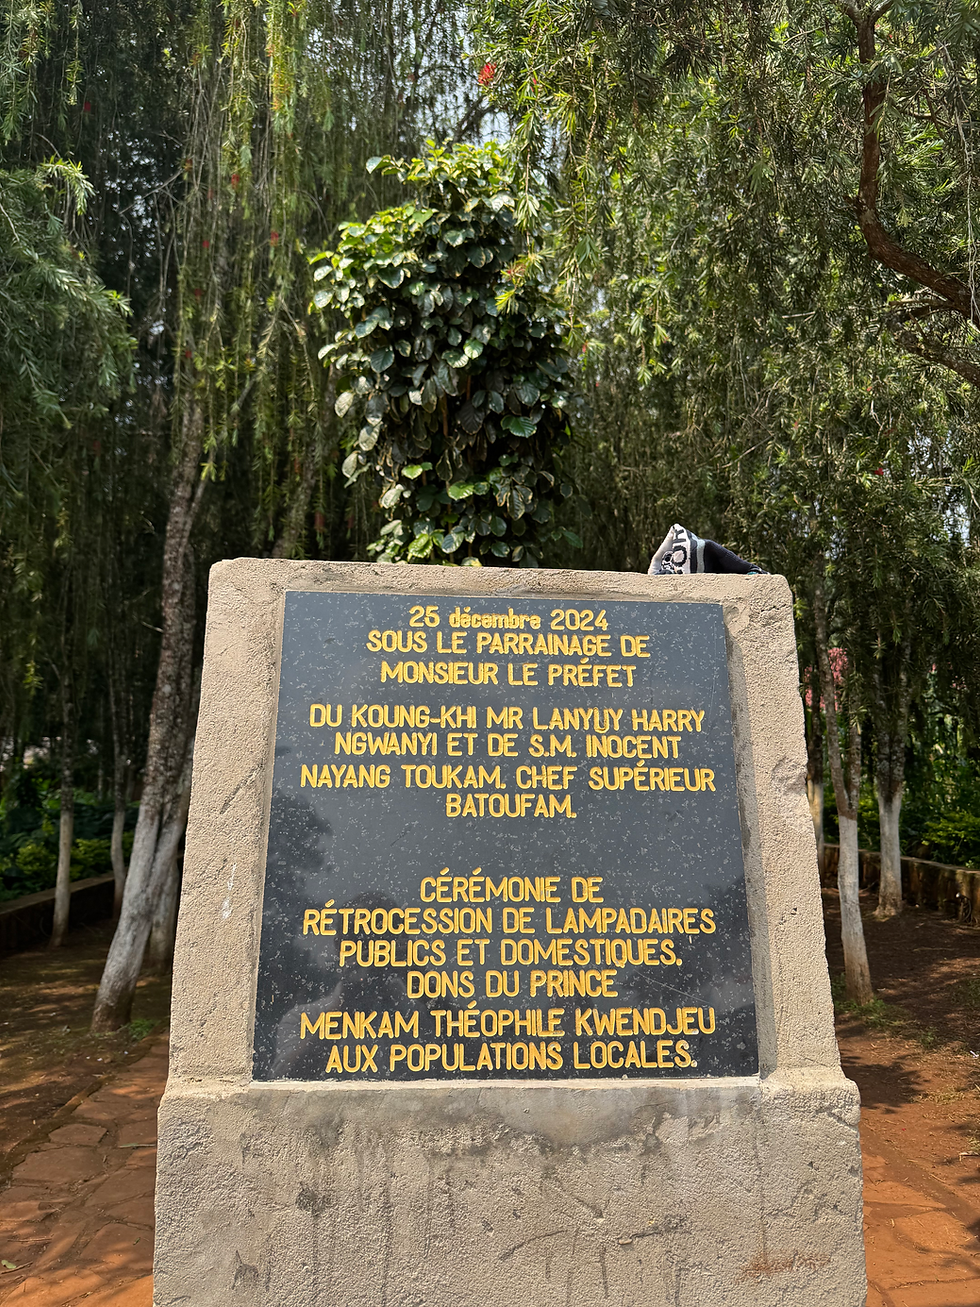 25 décembre 2024
SOUS LE PARRAINAGE DE
MONSIEUR LE PRÉFET
DU KOUNG-KHI MR LANYUY HARRY
NGWANYI ET DE S.M. INOCENT
NAYANG TOUKAM. CHEF SUPÉRIEUR
BATOUFAM.
CÉRÉMONIE DE
RÉTROCESSION DE LAMPADAIRES
PUBLICS ET DOMESTIQUES,
DONS DU PRINCE
MENKAM THÉOPHILE KWENDJEU
AUX POPULATIONS LOCALES.